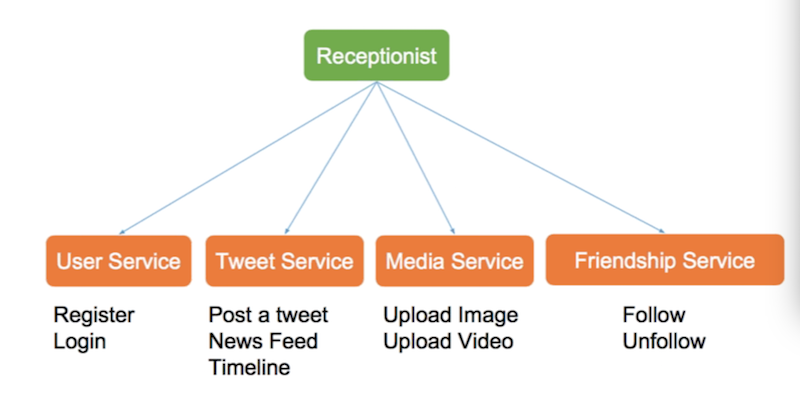 Receptionist
User Service
Tweet Service
Media Service
Friendship Service
Register
Login
Post a tweet
News Feed
Timeline
Upload Image
Upload Video
Follow
Unfollow